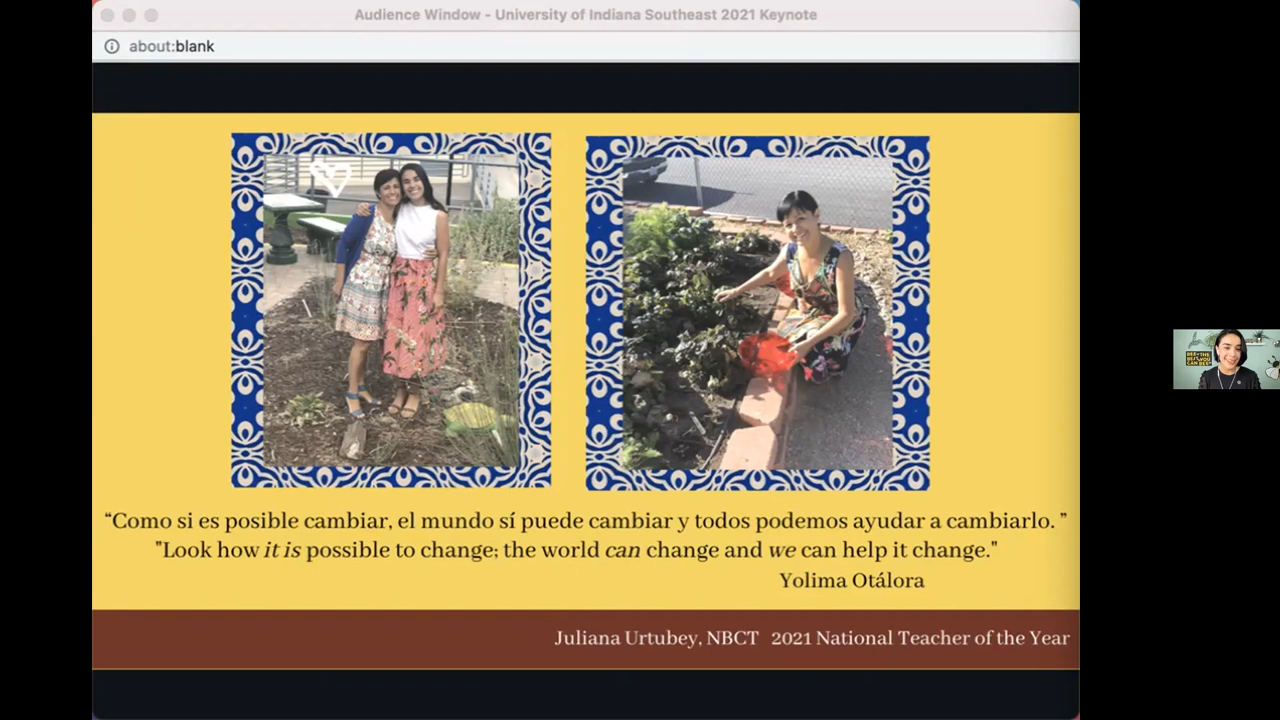 Audience Window - University of Indiana Southeast 2021 Keynote
about:blank
“Como si es posible cambiar, el mundo sí puede cambiar y todos podemos ayudar a cambiarlo. ”
"Look how it is possible to change; the world can change and we can help it change."
Yolima Otálora
Juliana Urtubey, NBCT 2021 National Teacher of the Year